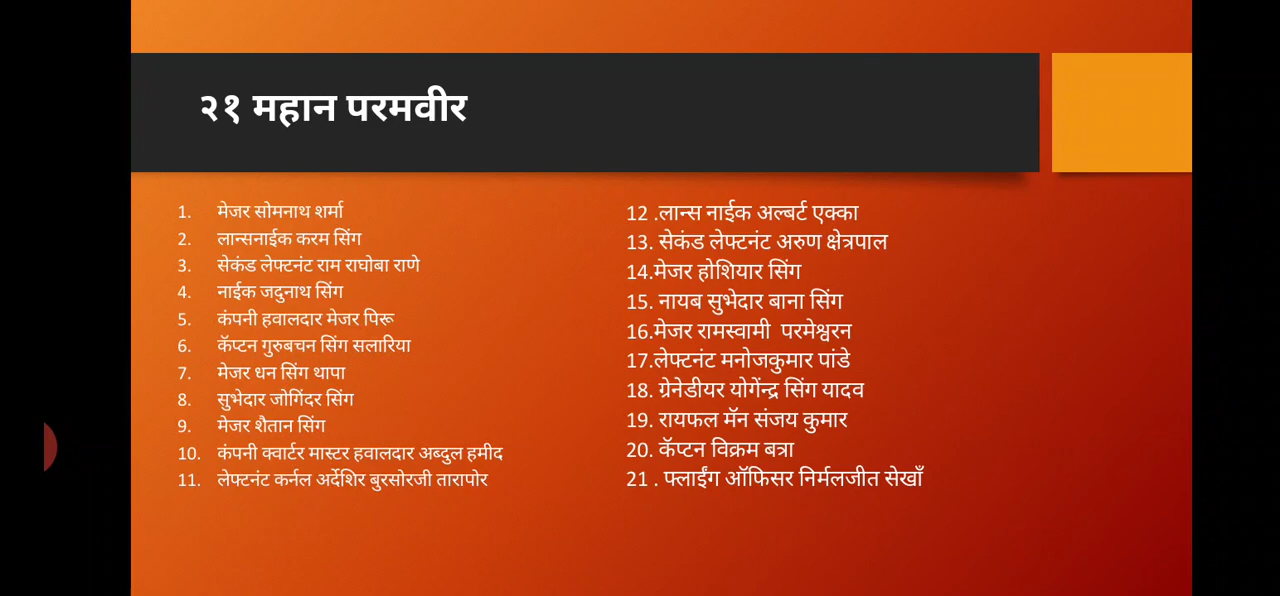 २१ महान परमवीर
1. मेजर सोमनाथ शर्मा
2. लान्सनाईक करम सिंग
3. सेकंड लेफ्टनंट राम राघोबा राणे
4. नाईक जदुनाथ सिंग
5. कंपनी हवालदार मेजर पिरू
6. कॅप्टन गुरुबचन सिंग सलारिया
7. मेजर धन सिंग थापा
8. सुभेदार जोगिंदर सिंग
9. मेजर शैतान सिंग
10. कंपनी क्वार्टर मास्टर हवालदार अब्दुल हमीद
11. लेफ्टनंट कर्नल अर्देशिर बुरसोरजी तारापोर
12 .लान्स नाईक अल्बर्ट एक्का
13. सेकंड लेफ्टनंट अरुण क्षेत्रपाल
14.मेजर होशियार सिंग
15. नायब सुभेदार बाना सिंग
16.मेजर रामस्वामी  परमेश्वरन
17.लेफ्टनंट मनोजकुमार पांडे
18. ग्रेनेडीयर योगेंन्द्र सिंग यादव
19. रायफल मॅन संजय कुमार
20. कॅप्टन विक्रम बत्रा
21 . फ्लाईंग ऑफिसर निर्मलजीत सेखाँ